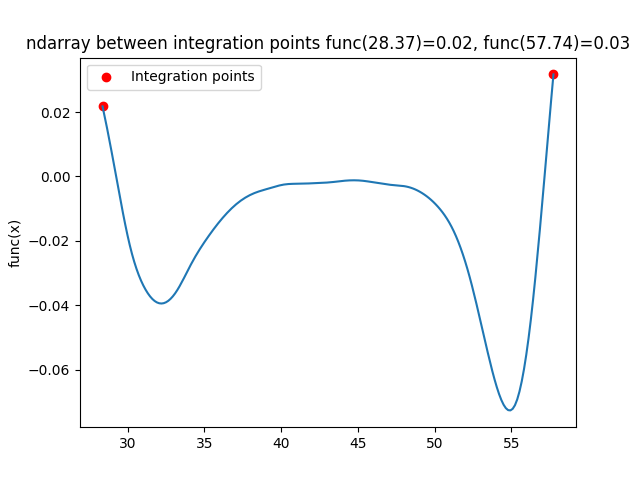 ndarray between integration points func(28.37)=0.02, func(57.74)=0.03
Integration points
func(x)
0.02
0.00
−0.02
−0.04
−0.06
30 35 40 45 50 55